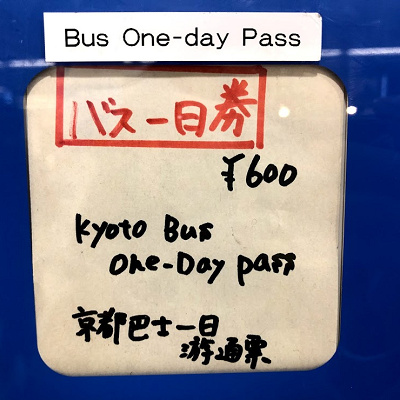 Bus One-day Pass
バス一日券
¥600
Kyoto Bus
One-Day pass
京都巴士一日
游通票